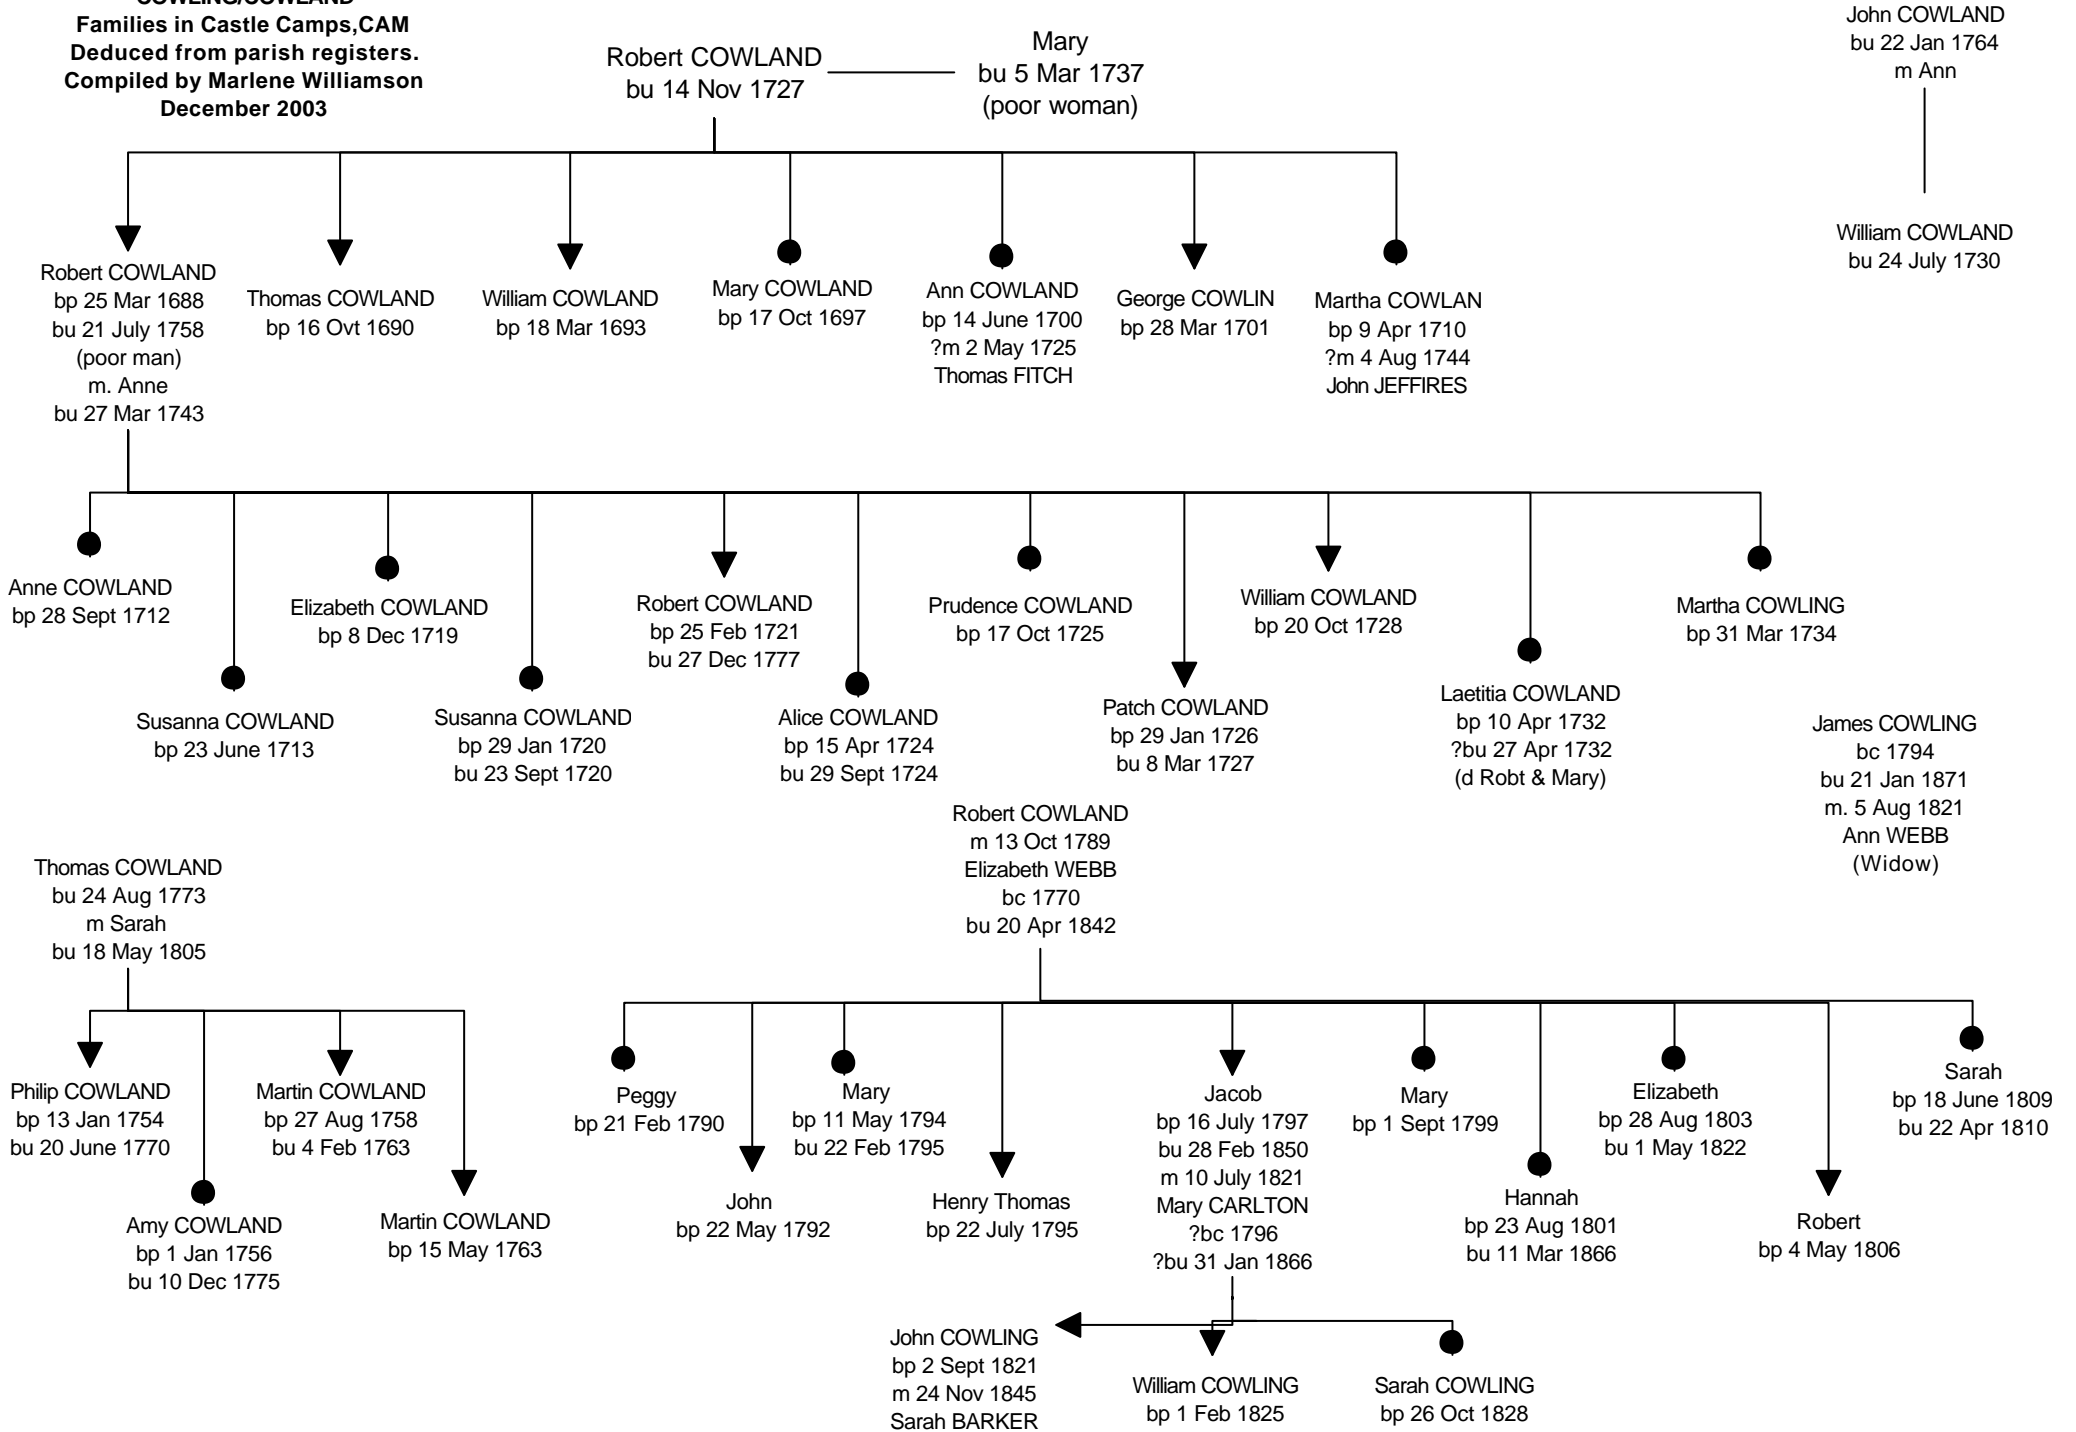 COWLING/COWLAND
Families in Castle Camps,CAM
Deduced from parish registers.
Compiled by Marlene Williamson
December 2003
Robert COWLAND
bu 14 Nov 1727
Mary
bu 5 Mar 1737
(poor woman)
John COWLAND
bu 22 Jan 1764
m Ann
William COWLAND
bu 24 July 1730
Robert COWLAND
bp 25 Mar 1688
bu 21 July 1758
(poor man)
m. Anne
bu 27 Mar 1743
Thomas COWLAND
bp 16 Ovt 1690
William COWLAND
bp 18 Mar 1693
Mary COWLAND
bp 17 Oct 1697
Ann COWLAND
bp 14 June 1700
?m 2 May 1725
Thomas FITCH
George COWLIN
bp 28 Mar 1701
Martha COWLAN
bp 9 Apr 1710
?m 4 Aug 1744
John JEFFIRES
Anne COWLAND
bp 28 Sept 1712
Susanna COWLAND
bp 23 June 1713
Elizabeth COWLAND
bp 8 Dec 1719
Susanna COWLAND
bp 29 Jan 1720
bu 23 Sept 1720
Robert COWLAND
bp 25 Feb 1721
bu 27 Dec 1777
Alice COWLAND
bp 15 Apr 1724
bu 29 Sept 1724
Prudence COWLAND
bp 17 Oct 1725
Patch COWLAND
bp 29 Jan 1726
bu 8 Mar 1727
William COWLAND
bp 20 Oct 1728
Laetitia COWLAND
bp 10 Apr 1732
?bu 27 Apr 1732
(d Robt & Mary)
Martha COWLING
bp 31 Mar 1734
James COWLING
bc 1794
bu 21 Jan 1871
m. 5 Aug 1821
Ann WEBB
(Widow)
Thomas COWLAND
bu 24 Aug 1773
m Sarah
bu 18 May 1805
Robert COWLAND
m 13 Oct 1789
Elizabeth WEBB
bc 1770
bu 20 Apr 1842
Philip COWLAND
bp 13 Jan 1754
bu 20 June 1770
Amy COWLAND
bp 1 Jan 1756
bu 10 Dec 1775
Martin COWLAND
bp 27 Aug 1758
bu 4 Feb 1763
Martin COWLAND
bp 15 May 1763
Peggy
bp 21 Feb 1790
John
bp 22 May 1792
Mary
bp 11 May 1794
bu 22 Feb 1795
Henry Thomas
bp 22 July 1795
Jacob
bp 16 July 1797
bu 28 Feb 1850
m 10 July 1821
Mary CARLTON
?bc 1796
?bu 31 Jan 1866
Mary
bp 1 Sept 1799
Hannah
bp 23 Aug 1801
bu 11 Mar 1866
Elizabeth
bp 28 Aug 1803
bu 1 May 1822
Robert
bp 4 May 1806
Sarah
bp 18 June 1809
bu 22 Apr 1810
John COWLING
bp 2 Sept 1821
m 24 Nov 1845
Sarah BARKER
William COWLING
bp 1 Feb 1825
Sarah COWLING
bp 26 Oct 1828